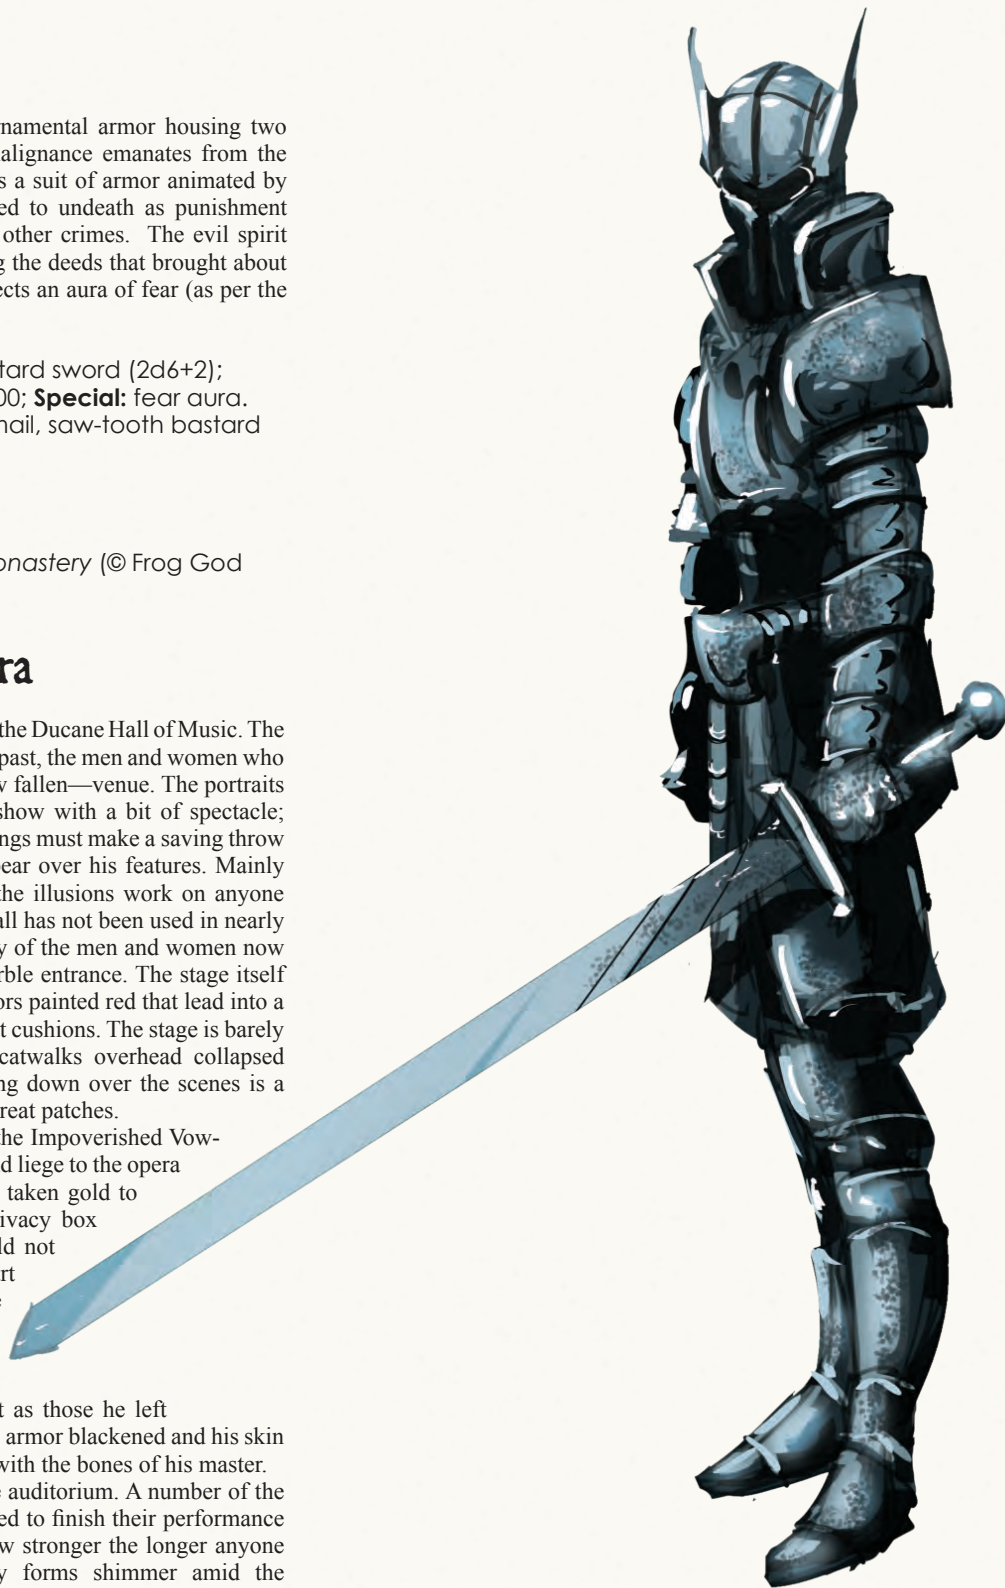 rnamental armor housing two
alignance emanates from the
s a suit of armor animated by
ed to undeath as punishment
other crimes. The evil spirit
g the deeds that brought about
ects an aura of fear (as per the
tard sword (2d6+2);
00; Special: fear aura.
nail, saw-tooth bastard
onastery (© Frog God
ra
the Ducane Hall of Music. The
past, the men and women who
w fallen—venue. The portraits
show with a bit of spectacle;
ngs must make a saving throw
pear over his features. Mainly
the illusions work on anyone
all has not been used in nearly
y of the men and women now
rble entrance. The stage itself
ors painted red that lead into a
t cushions. The stage is barely
catwalks overhead collapsed
ng down over the scenes is a
reat patches.
the Impoverished Vow-
d liege to the opera
taken gold to
ivacy box
ld not
rt
e
t as those he left
armor blackened and his skin
with the bones of his master.
e auditorium. A number of the
ed to finish their performance
w stronger the longer anyone
y forms shimmer amid the